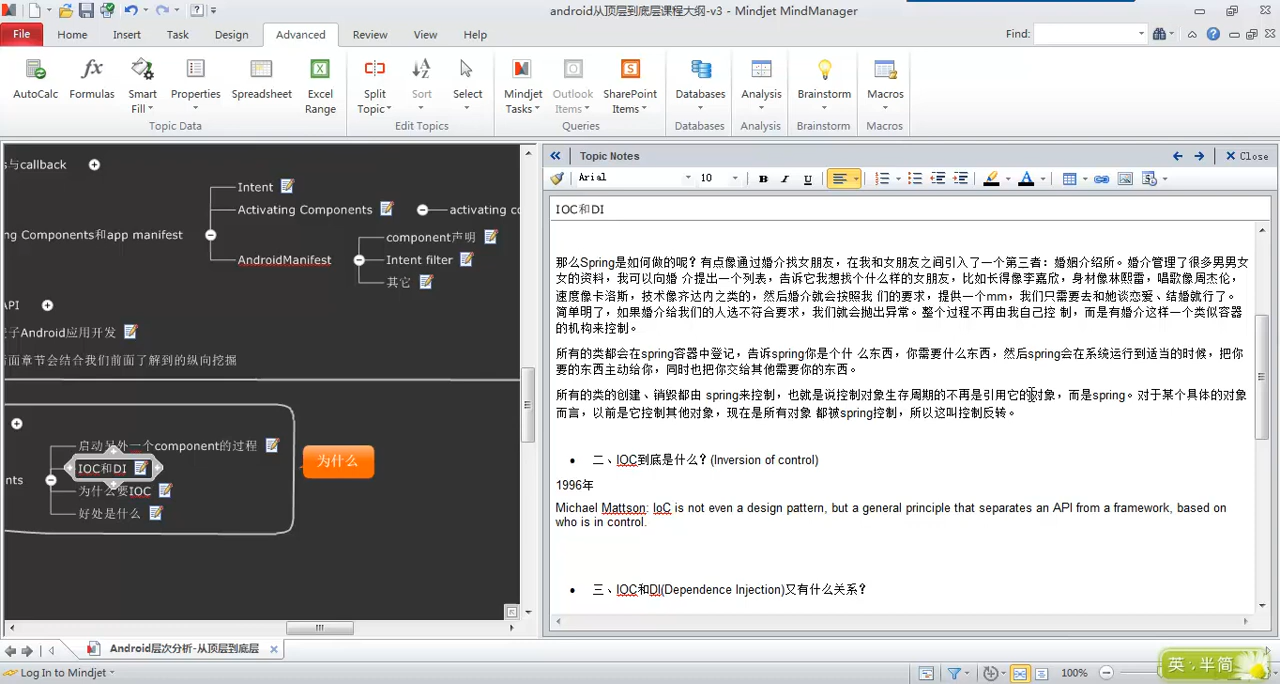 android从顶层到底层课程大纲-v3 - Mindjet MindManager
File Home Insert Task Design Advanced Review View Help Find:
AutoCalc Formulas Smart Fill Properties Spreadsheet Excel Range Split Topic Sort Select Mindjet Tasks Outlook Items SharePoint Items Databases Analysis Brainstorm Macros
Topic Data Edit Topics Queries Databases Analysis Brainstorm Macros
s与callback
Intent
Activating Components
activating co
ng Components和app manifest
AndroidManifest
component声明
Intent filter
其它
API
Android应用开发
面章节会结合我们前面了解到的纵向挖掘
启动另外一个component的过程
IOC和DI
nts
为什么要IOC
好处是什么
为什么
Topic Notes Close
Arial 10 B I U
IOC和DI
那么Spring是如何做的呢？有点像通过婚介找女朋友，在我和女朋友之间引入了一个第三者：婚姻介绍所。婚介管理了很多男男女
女的资料，我可以向婚 介提出一个列表，告诉它我想找个什么样的女朋友，比如长得像李嘉欣，身材像林熙雷，唱歌像周杰伦，
速度像卡洛斯，技术像齐达内之类的，然后婚介就会按照我 们的要求，提供一个mm，我们只需要去和她谈恋爱、结婚就行了。
简单明了，如果婚介给我们的人选不符合要求，我们就会抛出异常。整个过程不再由我自己控 制，而是有婚介这样一个类似容器
的机构来控制。
所有的类都会在spring容器中登记，告诉spring你是个什 么东西，你需要什么东西，然后spring会在系统运行到适当的时候，把你
要的东西主动给你，同时也把你交给其他需要你的东西。
所有的类的创建、销毁都由 spring来控制，也就是说控制对象生存周期的不再是引用它的对象，而是spring。对于某个具体的对象
而言，以前是它控制其他对象，现在是所有对象 都被spring控制，所以这叫控制反转。
• 二、IOC到底是什么？(Inversion of control)
1996年
Michael Mattson: IoC is not even a design pattern, but a general principle that separates an API from a framework, based on
who is in control.
• 三、IOC和DI(Dependence Injection)又有什么关系？
Android层次分析-从顶层到底层
Log In to Mindjet
100%
英 半 简